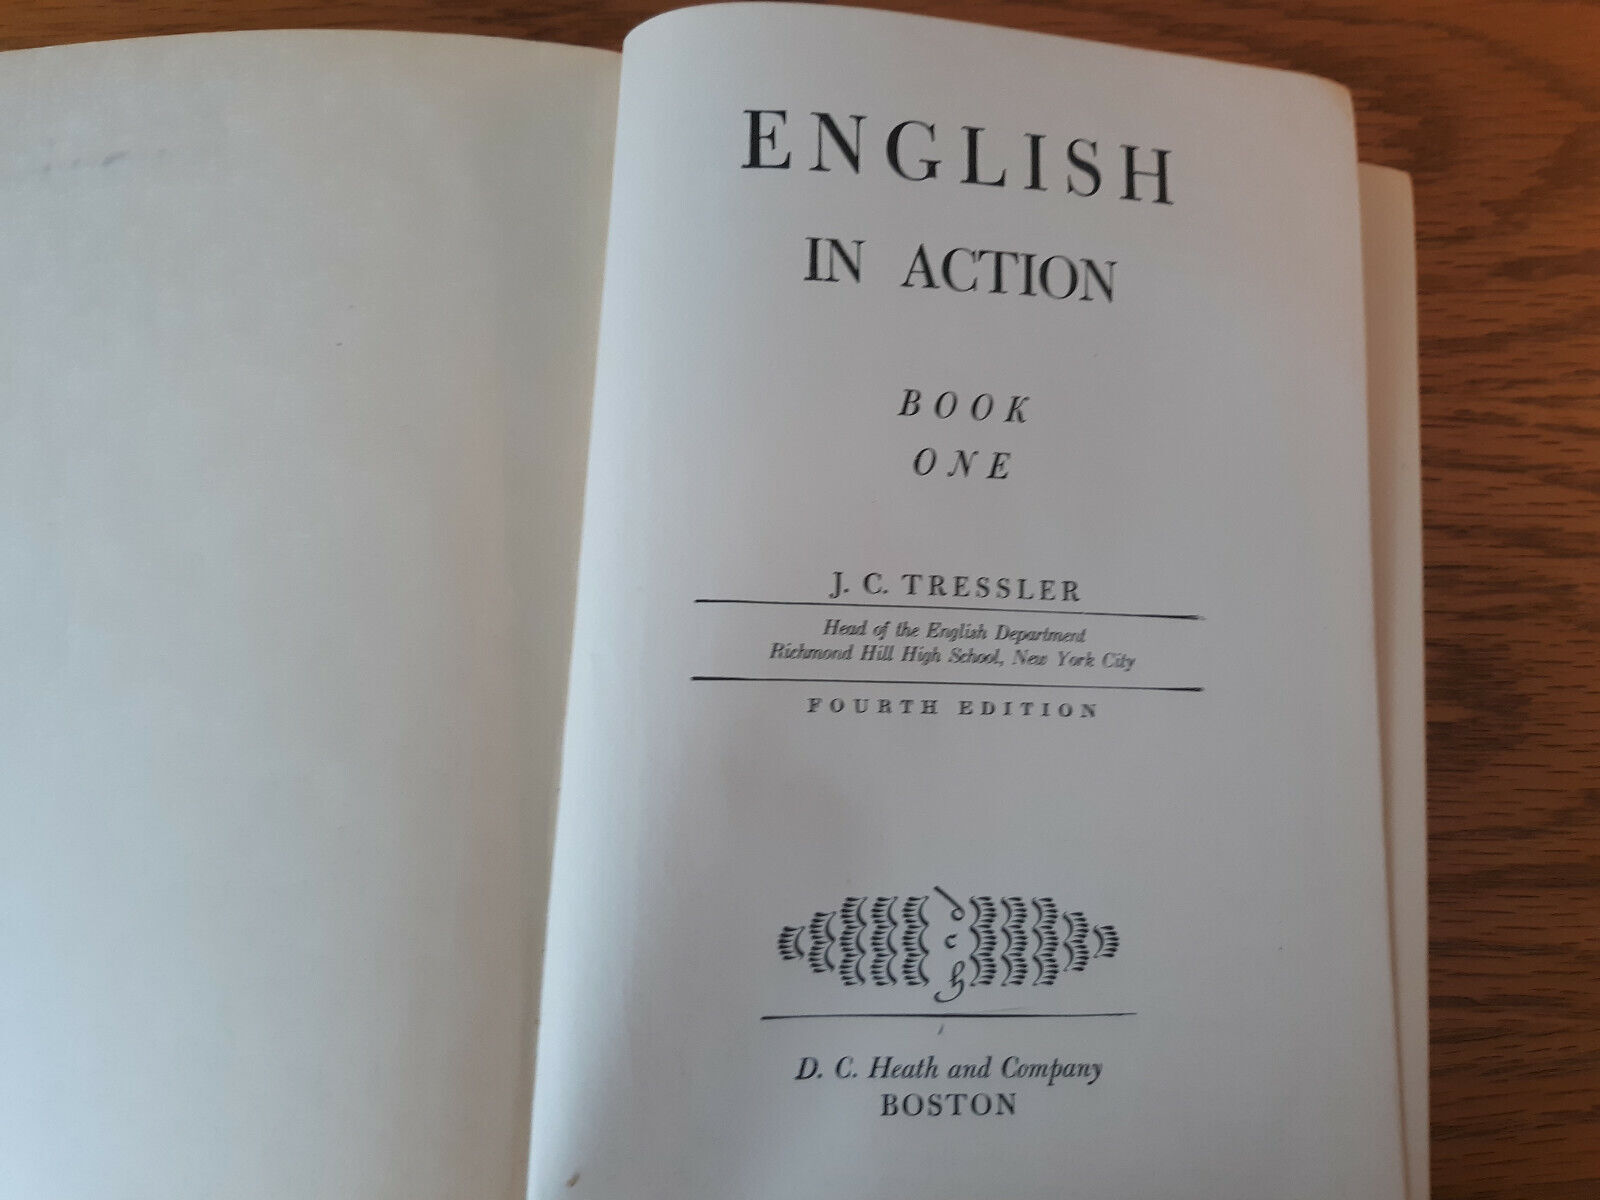 ENGLISH
IN ACTION
BOOK
ONE
J. C. TRESSLER
Head of the English Department
Richmond Hill High School, New York City
FOURTH EDITION
d
c
h
D. C. Heath and Company
BOSTON